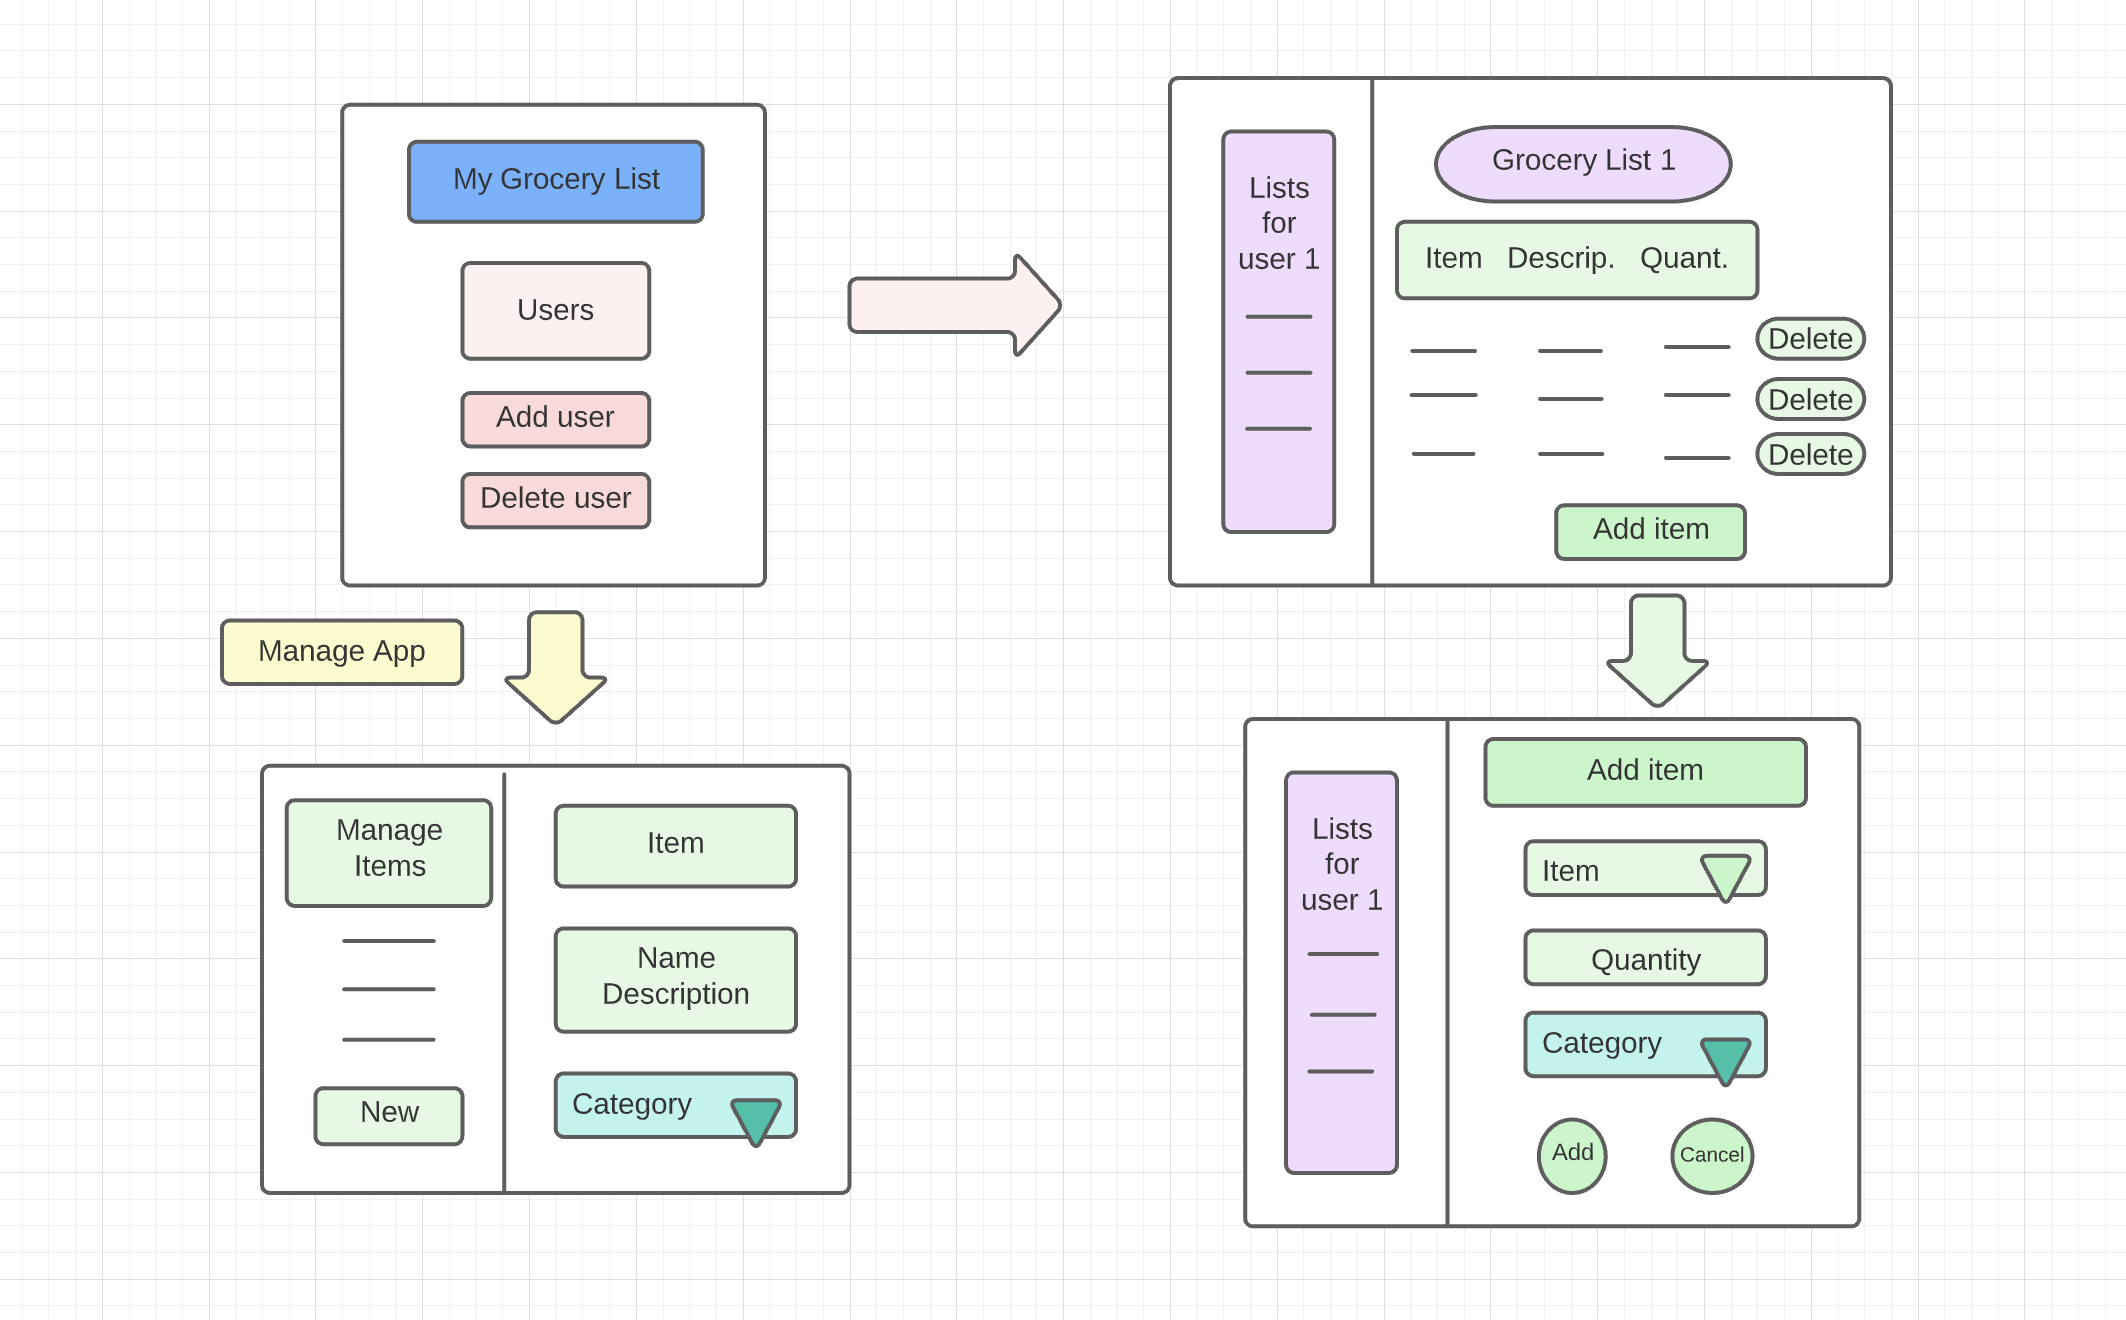 My Grocery List
Users
Add user
Delete user
Lists
for
user 1
Grocery List 1
Item Descrip. Quant.
Delete
Delete
Delete
Add item
Manage App
Manage
Items
New
Item
Name
Description
Category
Lists
for
user 1
Add item
Item
Quantity
Category
Add
Cancel